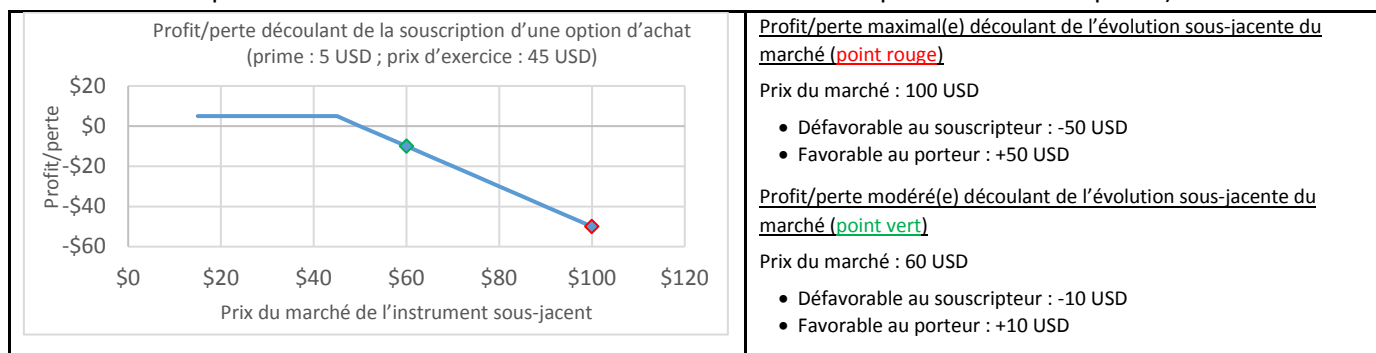 Profit/perte découlant de la souscription d’une option d’achat
(prime : 5 USD ; prix d’exercice : 45 USD)
$20
$0
-$20
-$40
-$60
Profit/perte
$0 $20 $40 $60 $80 $100 $120
Prix du marché de l’instrument sous-jacent
Profit/perte maximal(e) découlant de l’évolution sous-jacente du
marché (point rouge)
Prix du marché : 100 USD
• Défavorable au souscripteur : -50 USD
• Favorable au porteur : +50 USD
Profit/perte modéré(e) découlant de l’évolution sous-jacente du
marché (point vert)
Prix du marché : 60 USD
• Défavorable au souscripteur : -10 USD
• Favorable au porteur : +10 USD